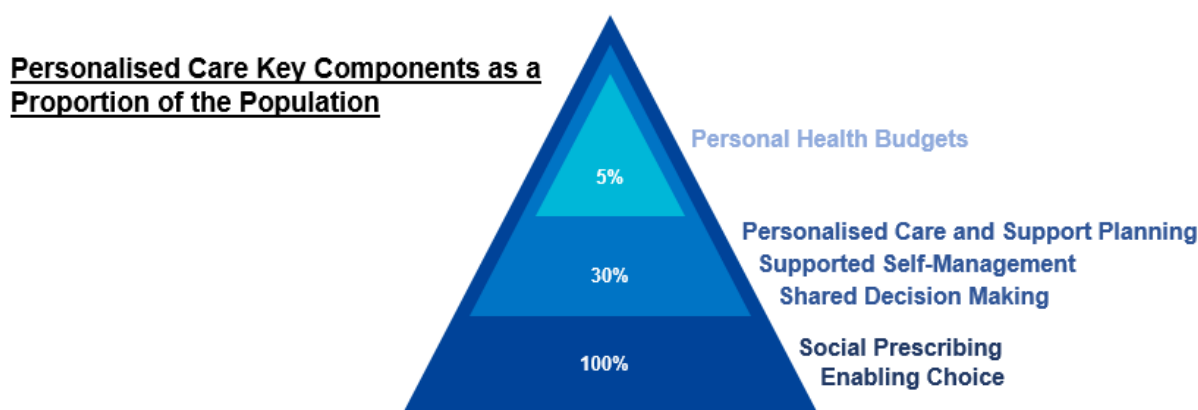 Personalised Care Key Components as a
Proportion of the Population
Personal Health Budgets
5%
Personalised Care and Support Planning
Supported Self-Management
30%
Shared Decision Making
Social Prescribing
100%
Enabling Choice